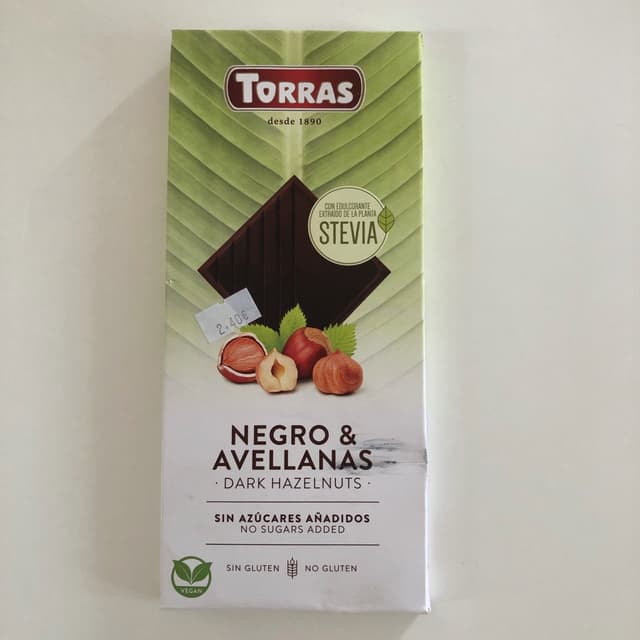 TORRAS
desde 1890
CON EDULCORANTE
EXTRAÍDO DE LA PLANTA
STEVIA
2.40€
NEGRO &
AVELLANAS
· DARK HAZELNUTS ·
SIN AZÚCARES AÑADIDOS
NO SUGARS ADDED
SIN GLUTEN NO GLUTEN
VEGAN